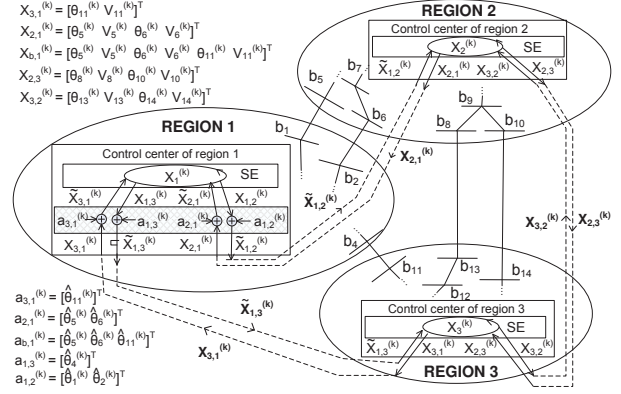 X₃,₁⁽ᵏ⁾ = [θ₁₁⁽ᵏ⁾ V₁₁⁽ᵏ⁾]ᵀ
X₂,₁⁽ᵏ⁾ = [θ₅⁽ᵏ⁾ V₅⁽ᵏ⁾ θ₆⁽ᵏ⁾ V₆⁽ᵏ⁾]ᵀ
X_b,₁⁽ᵏ⁾ = [θ₅⁽ᵏ⁾ V₅⁽ᵏ⁾ θ₆⁽ᵏ⁾ V₆⁽ᵏ⁾ θ₁₁⁽ᵏ⁾ V₁₁⁽ᵏ⁾]ᵀ
X₂,₃⁽ᵏ⁾ = [θ₈⁽ᵏ⁾ V₈⁽ᵏ⁾ θ₁₀⁽ᵏ⁾ V₁₀⁽ᵏ⁾]ᵀ
X₃,₂⁽ᵏ⁾ = [θ₁₃⁽ᵏ⁾ V₁₃⁽ᵏ⁾ θ₁₄⁽ᵏ⁾ V₁₄⁽ᵏ⁾]ᵀ
REGION 2
Control center of region 2
X₂⁽ᵏ⁾ SE
X̃₁,₂⁽ᵏ⁾ X₂,₁⁽ᵏ⁾ X₃,₂⁽ᵏ⁾ X₂,₃⁽ᵏ⁾
b₇
b₅
b₆
b₉
b₈ b₁₀
b₁
b₂
X₂,₁⁽ᵏ⁾
X̃₁,₂⁽ᵏ⁾
REGION 1
Control center of region 1
X₁⁽ᵏ⁾ SE
X̃₃,₁⁽ᵏ⁾ X₁,₃⁽ᵏ⁾ X̃₂,₁⁽ᵏ⁾ X₁,₂⁽ᵏ⁾
a₃,₁⁽ᵏ⁾ a₁,₃⁽ᵏ⁾ a₂,₁⁽ᵏ⁾ a₁,₂⁽ᵏ⁾
X₃,₁⁽ᵏ⁾ X̃₁,₃⁽ᵏ⁾ X₂,₁⁽ᵏ⁾ X̃₁,₂⁽ᵏ⁾
X₃,₂⁽ᵏ⁾ X₂,₃⁽ᵏ⁾
b₄
b₁₁
b₁₃
b₁₄
b₁₂
a₃,₁⁽ᵏ⁾ = [θ̂₁₁⁽ᵏ⁾]ᵀ
a₂,₁⁽ᵏ⁾ = [θ̂₅⁽ᵏ⁾ θ̂₆⁽ᵏ⁾]ᵀ
a_b,₁⁽ᵏ⁾ = [θ̂₅⁽ᵏ⁾ θ̂₆⁽ᵏ⁾ θ̂₁₁⁽ᵏ⁾]ᵀ
a₁,₃⁽ᵏ⁾ = [θ̂₄⁽ᵏ⁾]ᵀ
a₁,₂⁽ᵏ⁾ = [θ̂₁⁽ᵏ⁾ θ̂₂⁽ᵏ⁾]ᵀ
X̃₁,₃⁽ᵏ⁾
X₃,₁⁽ᵏ⁾
Control center of region 3
X₃⁽ᵏ⁾ SE
X̃₁,₃⁽ᵏ⁾ X₃,₁⁽ᵏ⁾ X₂,₃⁽ᵏ⁾ X₃,₂⁽ᵏ⁾
REGION 3